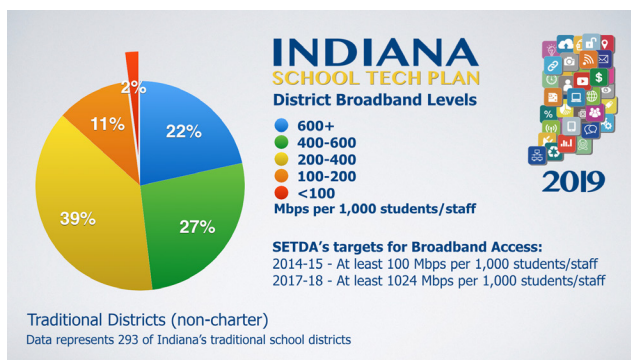 INDIANA
SCHOOL TECH PLAN
District Broadband Levels
600+
400-600
200-400
100-200
<100
Mbps per 1,000 students/staff
2%
11%
22%
39%
27%
$
%
2019
SETDA's targets for Broadband Access:
2014-15 - At least 100 Mbps per 1,000 students/staff
2017-18 - At least 1024 Mbps per 1,000 students/staff
Traditional Districts (non-charter)
Data represents 293 of Indiana's traditional school districts